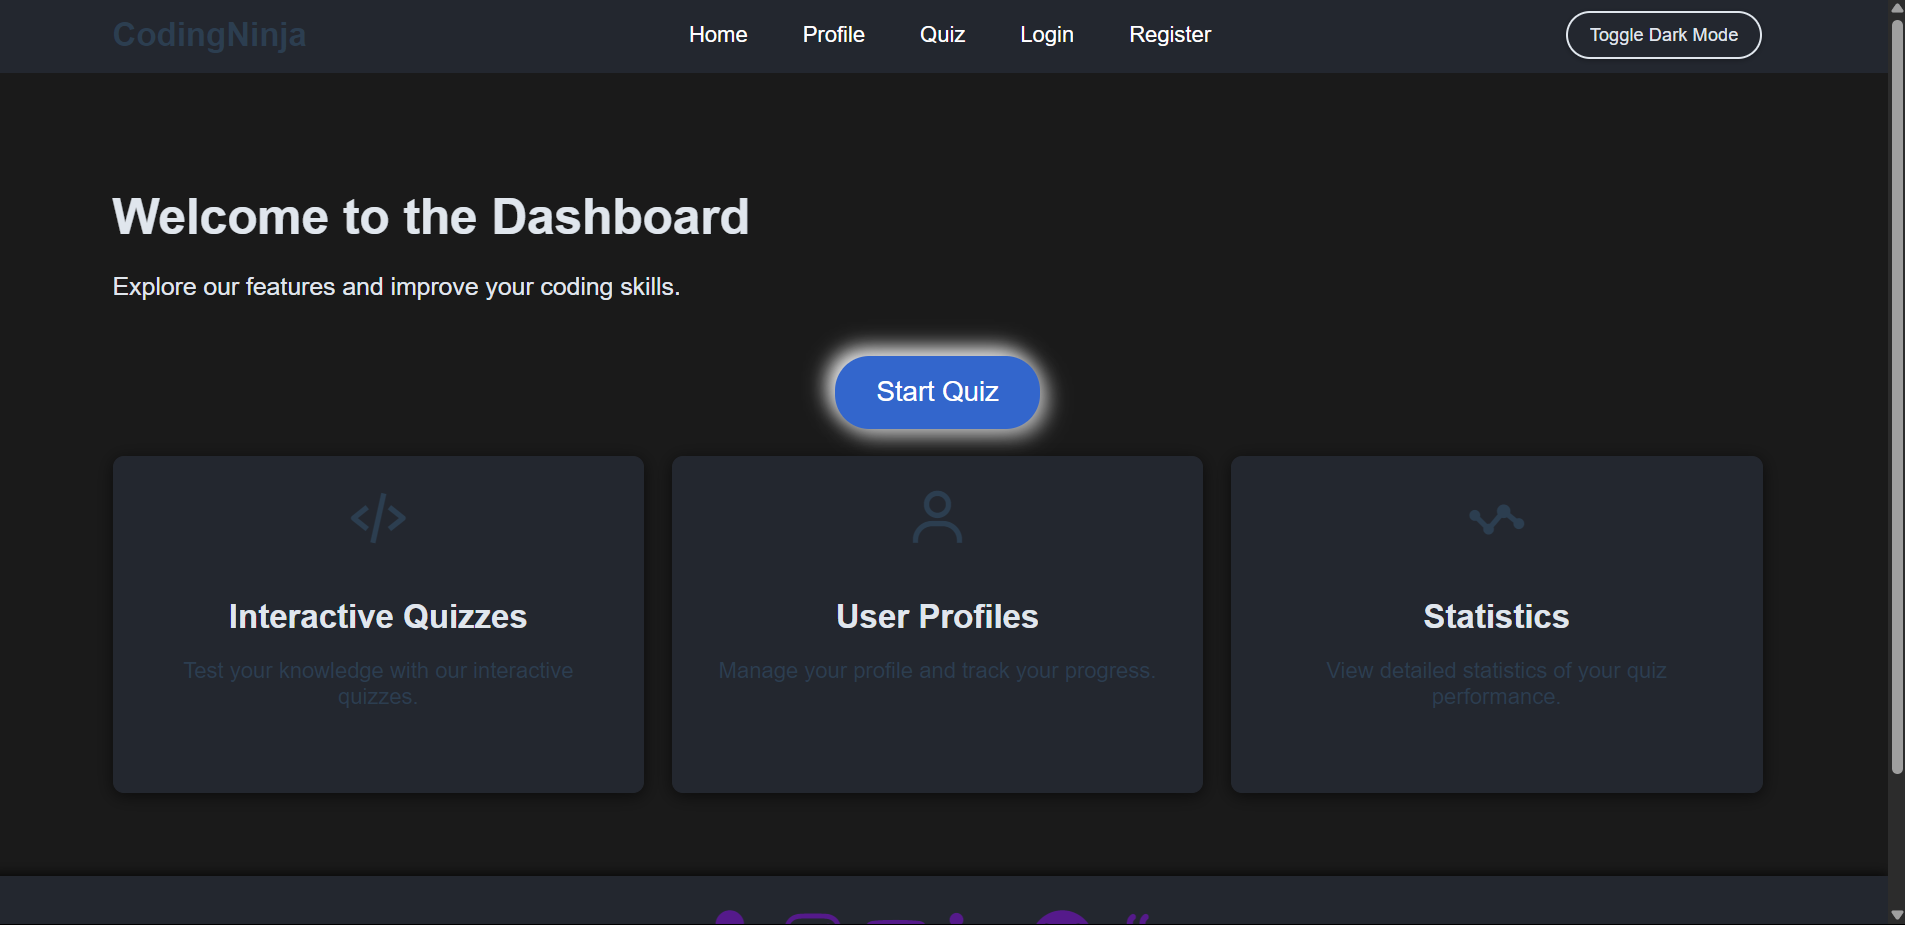 CodingNinja
Home
Profile
Quiz
Login
Register
Toggle Dark Mode
Welcome to the Dashboard
Explore our features and improve your coding skills.
Start Quiz
Interactive Quizzes
Test your knowledge with our interactive
quizzes.
User Profiles
Manage your profile and track your progress.
Statistics
View detailed statistics of your quiz
performance.